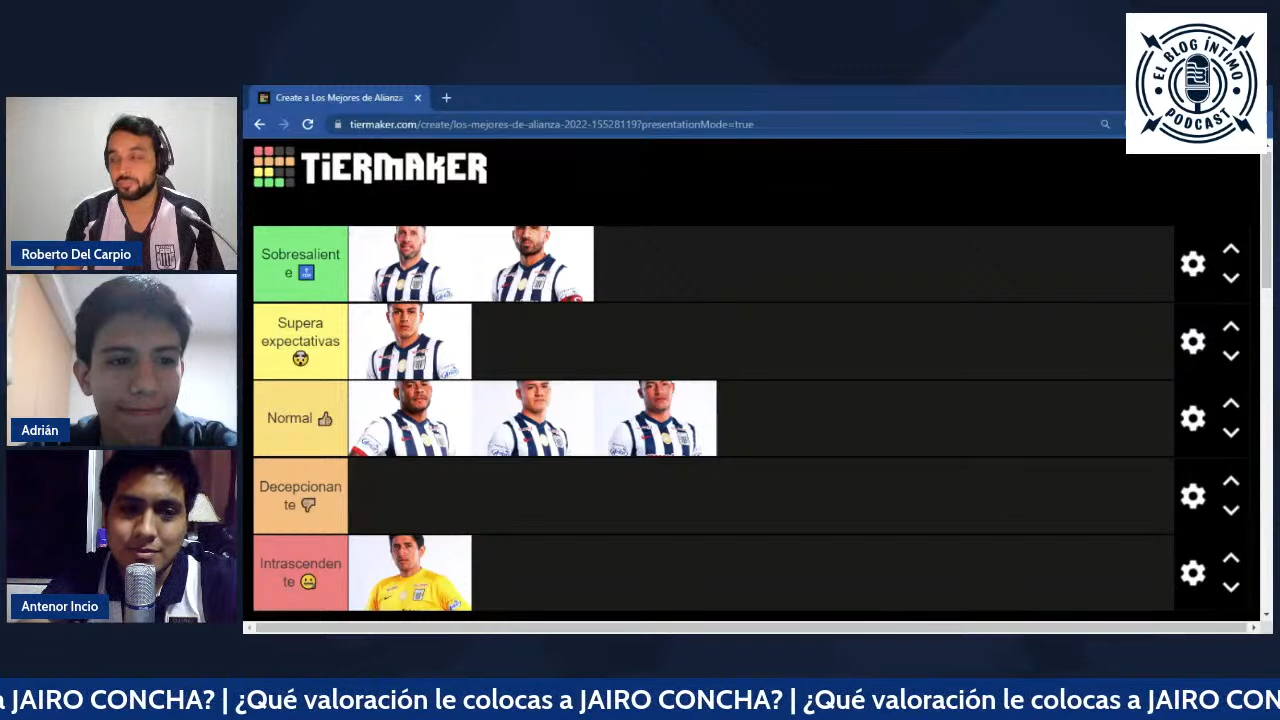 EL BLOG ÍNTIMO
PODCAST
Create a Los Mejores de Alianza
tiermaker.com/create/los-mejores-de-alianza-2022-15528119?presentationMode=true
TiERMAKER
Roberto Del Carpio
Sobresalient
e
Supera
expectativas
Adrián
Normal
Decepcionan
te
Intrascenden
te
Antenor Incio
a JAIRO CONCHA? | ¿Qué valoración le colocas a JAIRO CONCHA? | ¿Qué valoración le colocas a JAIRO CON